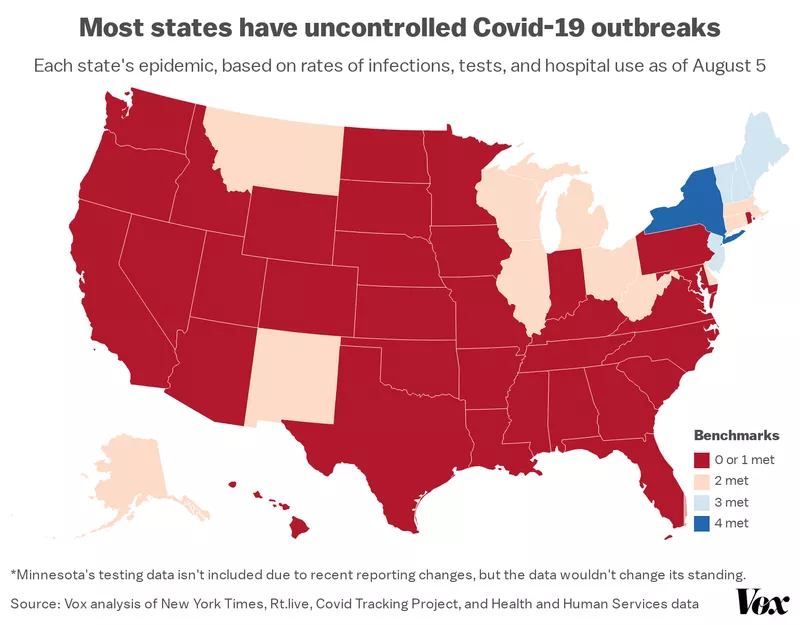 Most states have uncontrolled Covid-19 outbreaks
Each state's epidemic, based on rates of infections, tests, and hospital use as of August 5
Benchmarks
0 or 1 met
2 met
3 met
4 met
*Minnesota's testing data isn't included due to recent reporting changes, but the data wouldn't change its standing.
Source: Vox analysis of New York Times, Rt.live, Covid Tracking Project, and Health and Human Services data
Vox